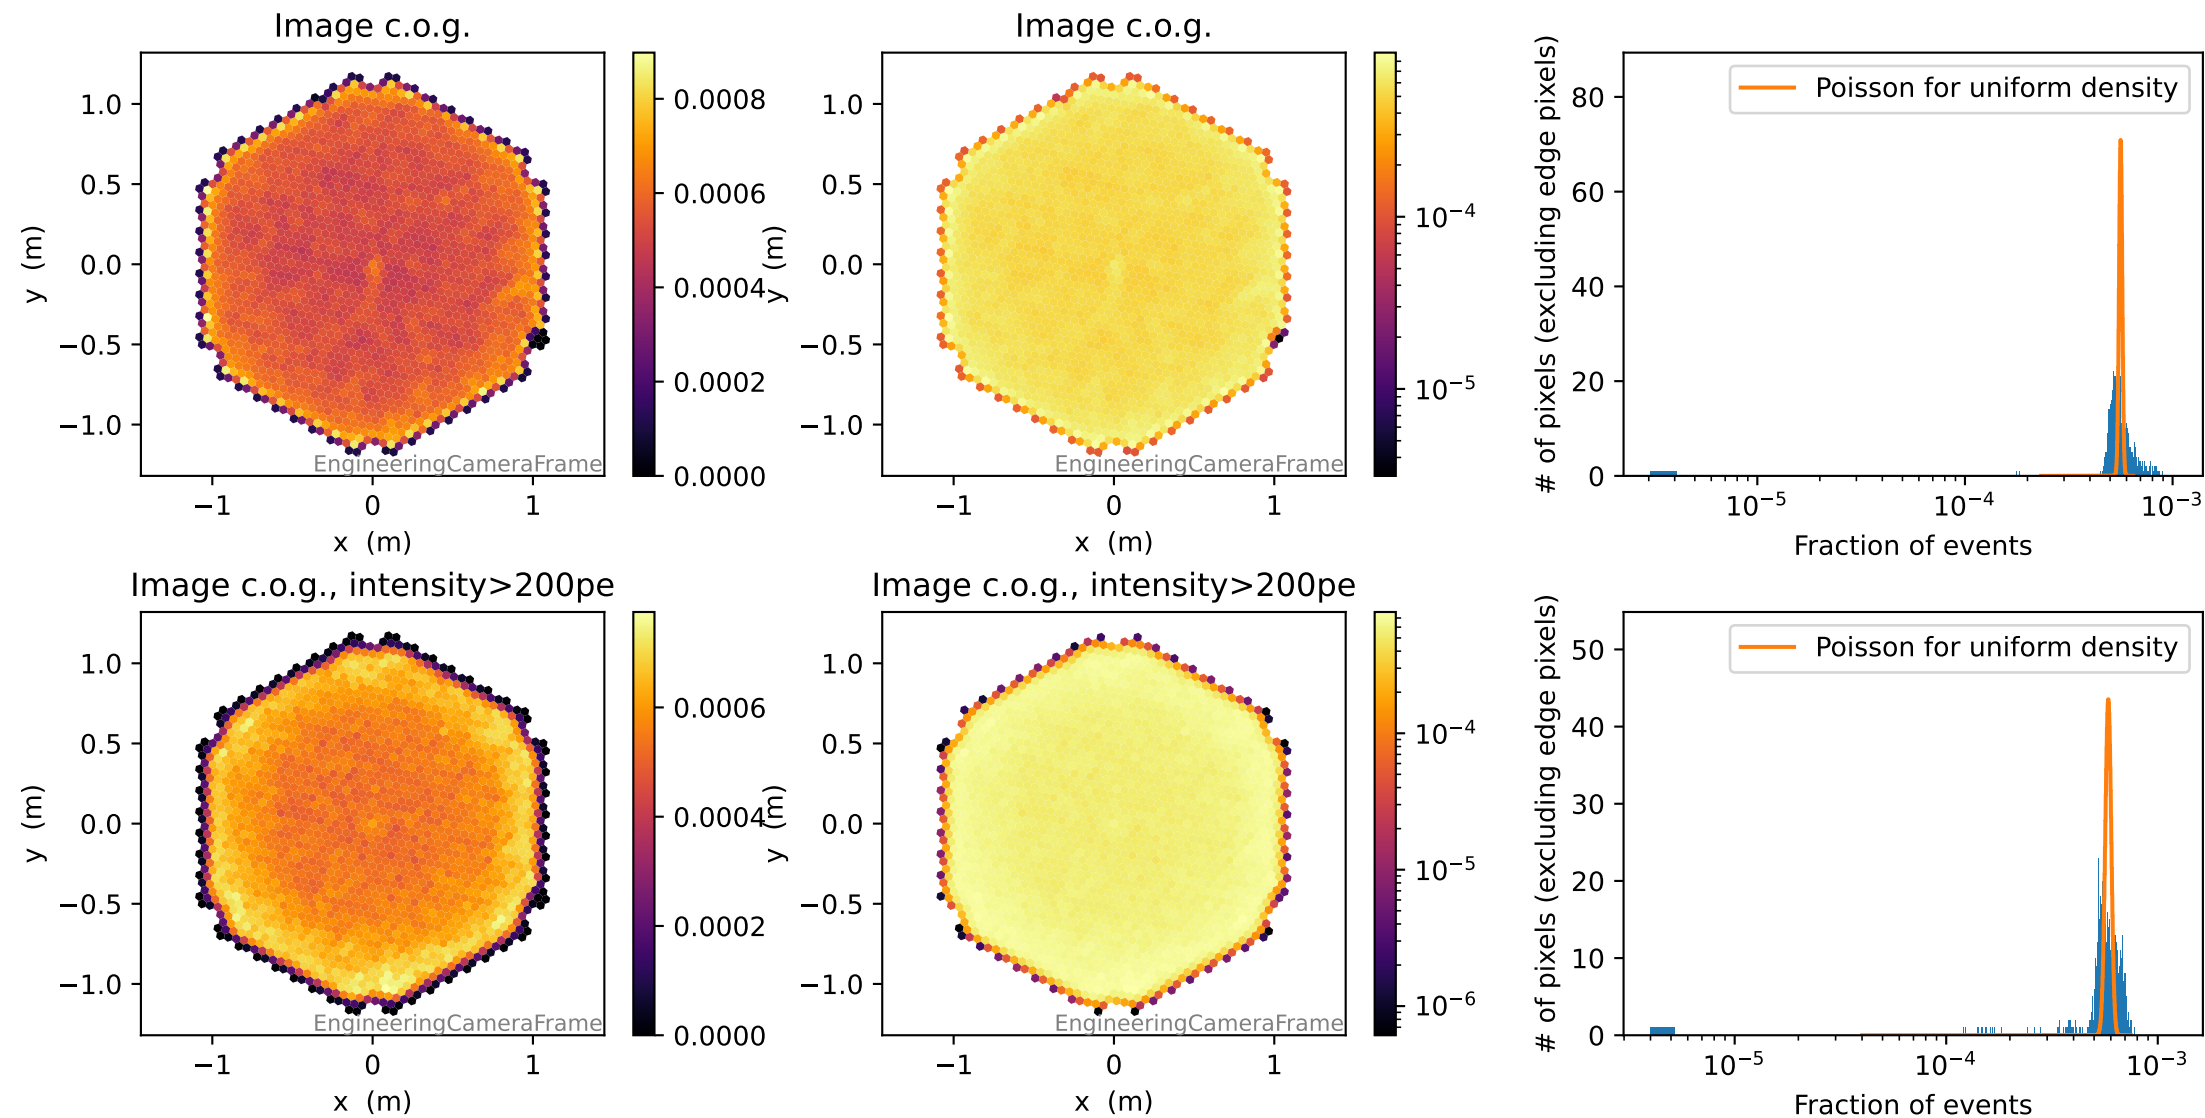 Image c.o.g.
y (m)
1.0
0.5
0.0
−0.5
−1.0
−1 0 1
x (m)
EngineeringCameraFrame
0.0008
0.0006
0.0004
0.0002
0.0000
Image c.o.g.
y (m)
1.0
0.5
0.0
−0.5
−1.0
−1 0 1
x (m)
EngineeringCameraFrame
10⁻⁴
10⁻⁵
# of pixels (excluding edge pixels)
80
60
40
20
0
Poisson for uniform density
10⁻⁵ 10⁻⁴ 10⁻³
Fraction of events
Image c.o.g., intensity>200pe
y (m)
1.0
0.5
0.0
−0.5
−1.0
−1 0 1
x (m)
EngineeringCameraFrame
0.0006
0.0004
0.0002
0.0000
Image c.o.g., intensity>200pe
y (m)
1.0
0.5
0.0
−0.5
−1.0
−1 0 1
x (m)
EngineeringCameraFrame
10⁻⁴
10⁻⁵
10⁻⁶
# of pixels (excluding edge pixels)
50
40
30
20
10
0
Poisson for uniform density
10⁻⁵ 10⁻⁴ 10⁻³
Fraction of events